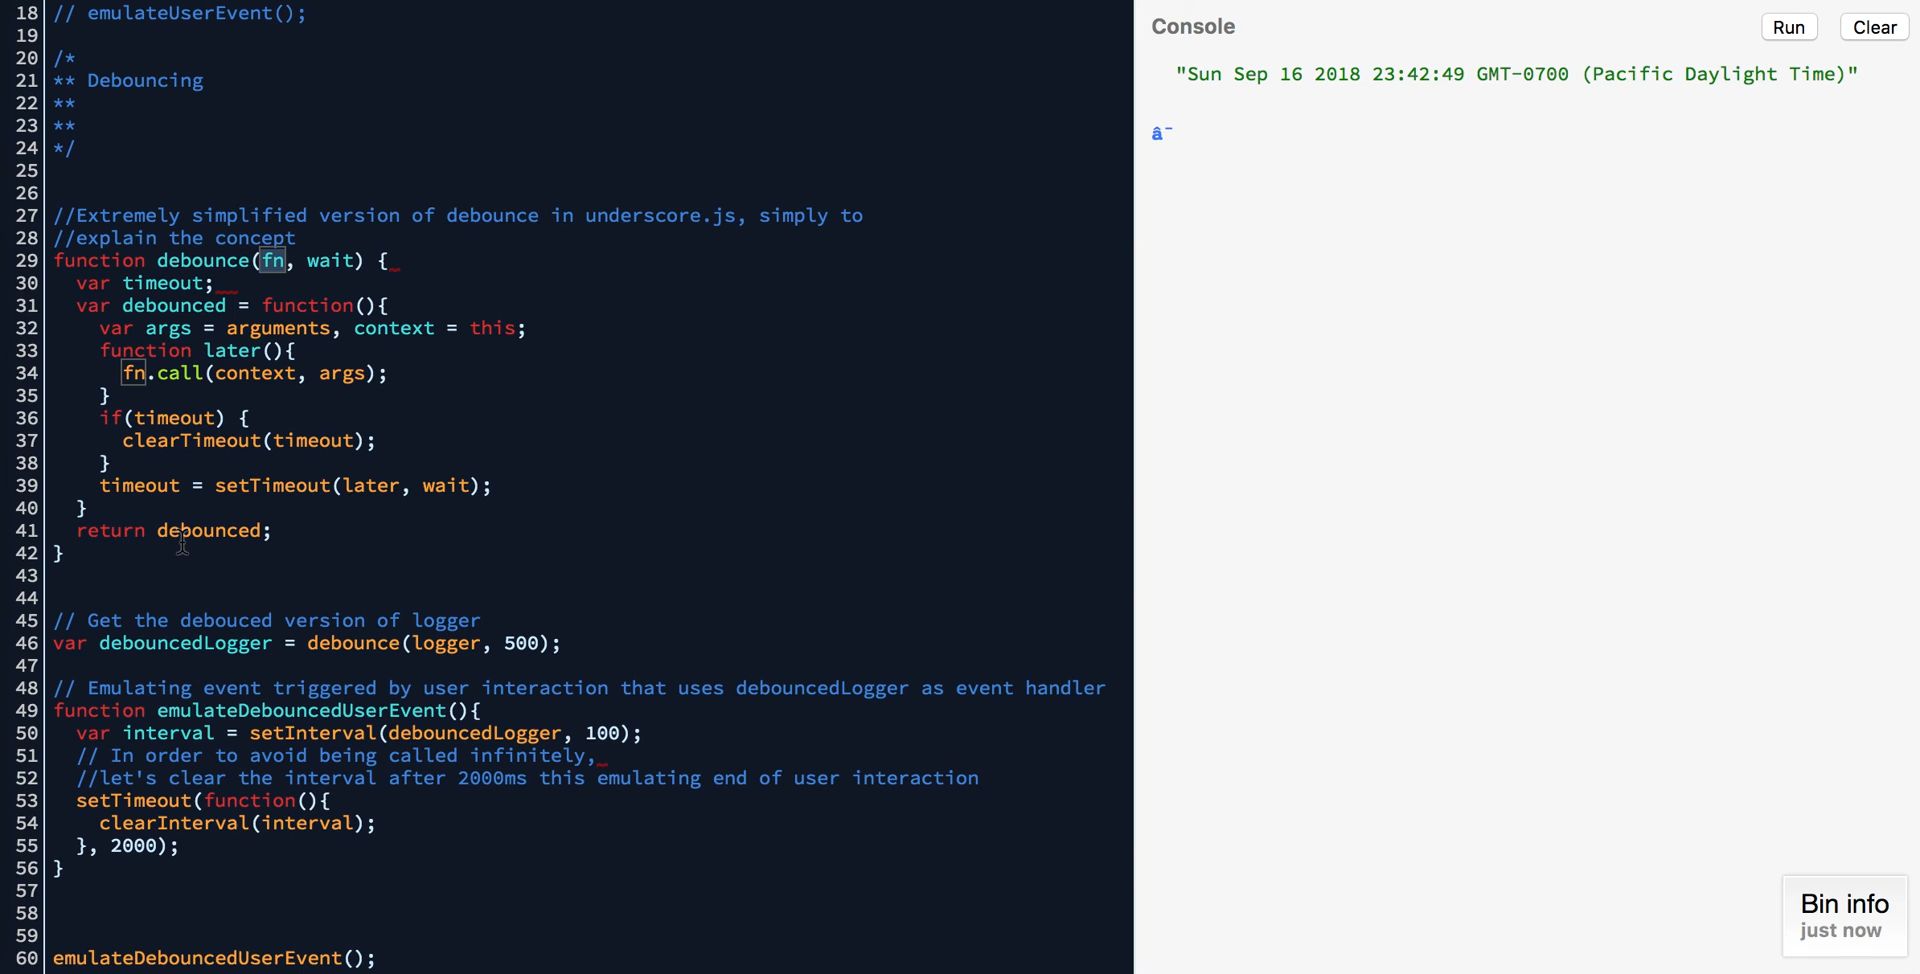 18 // emulateUserEvent();
19
20 /*
21 ** Debouncing
22 **
23 **
24 */
25
26
27 //Extremely simplified version of debounce in underscore.js, simply to
28 //explain the concept
29 function debounce(fn, wait) {
30   var timeout;
31   var debounced = function(){
32     var args = arguments, context = this;
33     function later(){
34       fn.call(context, args);
35     }
36     if(timeout) {
37       clearTimeout(timeout);
38     }
39     timeout = setTimeout(later, wait);
40   }
41   return debounced;
42 }
43
44
45 // Get the debouced version of logger
46 var debouncedLogger = debounce(logger, 500);
47
48 // Emulating event triggered by user interaction that uses debouncedLogger as event handler
49 function emulateDebouncedUserEvent(){
50   var interval = setInterval(debouncedLogger, 100);
51   // In order to avoid being called infinitely,
52   //let's clear the interval after 2000ms this emulating end of user interaction
53   setTimeout(function(){
54     clearInterval(interval);
55   }, 2000);
56 }
57
58
59
60 emulateDebouncedUserEvent();
Console
Run
Clear
"Sun Sep 16 2018 23:42:49 GMT-0700 (Pacific Daylight Time)"
â¯
Bin info
just now